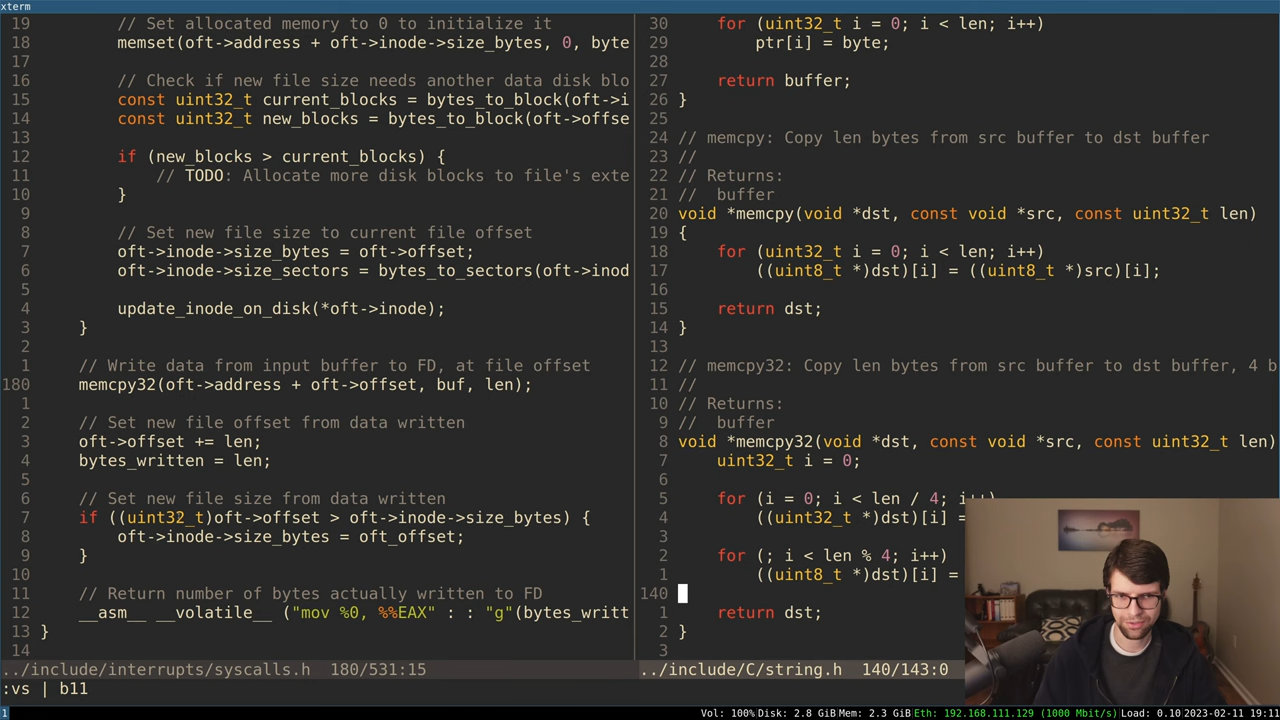 xterm
19         // Set allocated memory to 0 to initialize it
18         memset(oft->address + oft->inode->size_bytes, 0, byte
17
16         // Check if new file size needs another data disk blo
15         const uint32_t current_blocks = bytes_to_block(oft->i
14         const uint32_t new_blocks = bytes_to_block(oft->offse
13
12         if (new_blocks > current_blocks) {
11             // TODO: Allocate more disk blocks to file's exte
10         }
9
8         // Set new file size to current file offset
7         oft->inode->size_bytes = oft->offset;
6         oft->inode->size_sectors = bytes_to_sectors(oft->inod
5
4         update_inode_on_disk(*oft->inode);
3     }
2
1     // Write data from input buffer to FD, at file offset
180     memcpy32(oft->address + oft->offset, buf, len);
1
2     // Set new file offset from data written
3     oft->offset += len;
4     bytes_written = len;
5
6     // Set new file size from data written
7     if ((uint32_t)oft->offset > oft->inode->size_bytes) {
8         oft->inode->size_bytes = oft_offset;
9     }
10
11     // Return number of bytes actually written to FD
12     __asm__ __volatile__ ("mov %0, %%EAX" : : "g"(bytes_writt
13 }
14
../include/interrupts/syscalls.h  180/531:15
30     for (uint32_t i = 0; i < len; i++)
29         ptr[i] = byte;
28
27     return buffer;
26 }
25
24 // memcpy: Copy len bytes from src buffer to dst buffer
23 //
22 // Returns:
21 //  buffer
20 void *memcpy(void *dst, const void *src, const uint32_t len)
19 {
18     for (uint32_t i = 0; i < len; i++)
17         ((uint8_t *)dst)[i] = ((uint8_t *)src)[i];
16
15     return dst;
14 }
13
12 // memcpy32: Copy len bytes from src buffer to dst buffer, 4 b
11 //
10 // Returns:
9 //  buffer
8 void *memcpy32(void *dst, const void *src, const uint32_t len)
7     uint32_t i = 0;
6
5     for (i = 0; i < len / 4; i++)
4         ((uint32_t *)dst)[i] =
3
2     for (; i < len % 4; i++)
1         ((uint8_t *)dst)[i] =
140
1     return dst;
2 }
3
../include/C/string.h  140/143:0
:vs | b11
1
Vol: 100% Disk: 2.8 GiB Mem: 2.3 GiB Eth: 192.168.111.129 (1000 Mbit/s) Load: 0.10 2023-02-11 19:11